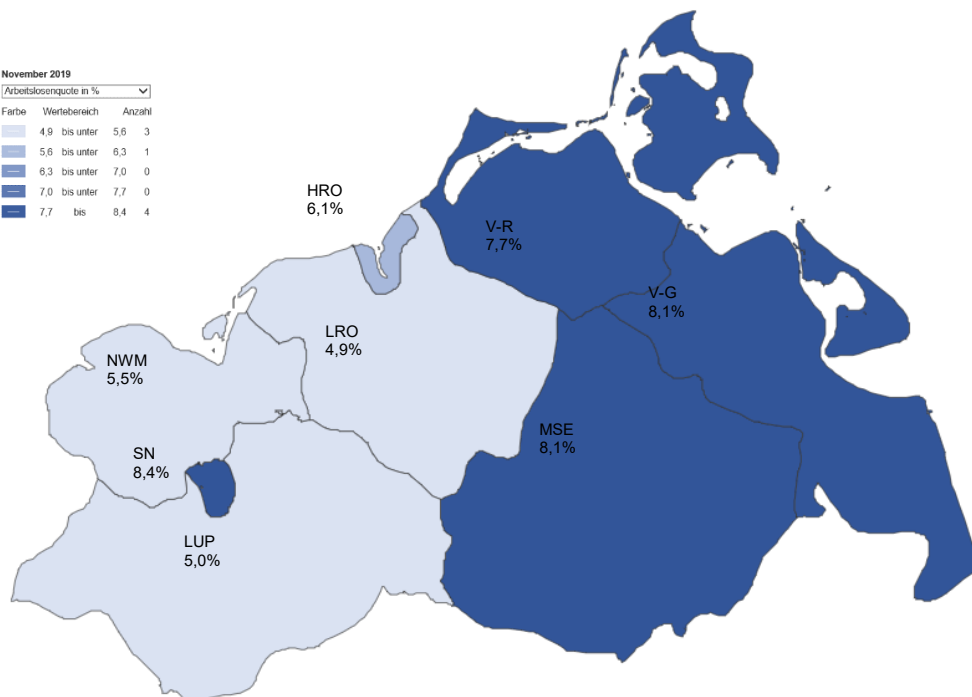 November 2019
Arbeitslosenquote in %
Farbe Wertebereich Anzahl
4,9 bis unter 5,6 3
5,6 bis unter 6,3 1
6,3 bis unter 7,0 0
7,0 bis unter 7,7 0
7,7 bis 8,4 4
HRO
6,1%
V-R
7,7%
V-G
8,1%
LRO
4,9%
NWM
5,5%
MSE
8,1%
SN
8,4%
LUP
5,0%